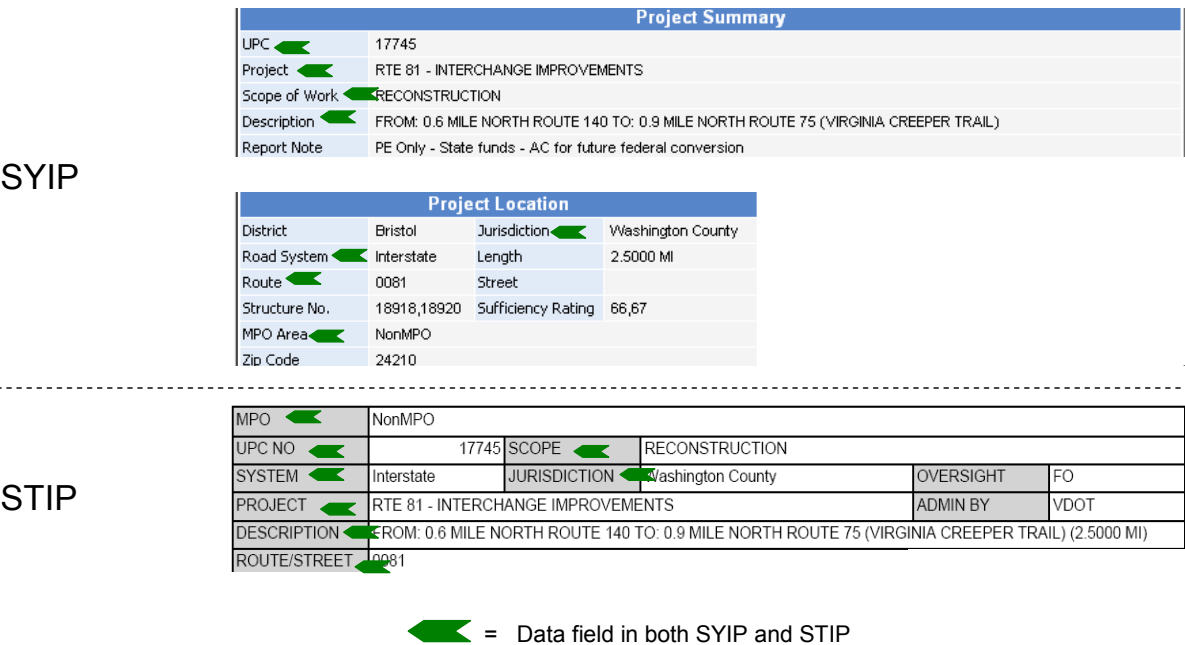 Project Summary
UPC 17745
Project RTE 81 - INTERCHANGE IMPROVEMENTS
Scope of Work RECONSTRUCTION
Description FROM: 0.6 MILE NORTH ROUTE 140 TO: 0.9 MILE NORTH ROUTE 75 (VIRGINIA CREEPER TRAIL)
Report Note PE Only - State funds - AC for future federal conversion
SYIP
Project Location
District Bristol Jurisdiction Washington County
Road System Interstate Length 2.5000 MI
Route 0081 Street
Structure No. 18918,18920 Sufficiency Rating 66,67
MPO Area NonMPO
Zip Code 24210
MPO NonMPO
UPC NO 17745 SCOPE RECONSTRUCTION
SYSTEM Interstate JURISDICTION Washington County OVERSIGHT FO
STIP
PROJECT RTE 81 - INTERCHANGE IMPROVEMENTS ADMIN BY VDOT
DESCRIPTION FROM: 0.6 MILE NORTH ROUTE 140 TO: 0.9 MILE NORTH ROUTE 75 (VIRGINIA CREEPER TRAIL) (2.5000 MI)
ROUTE/STREET 0081
= Data field in both SYIP and STIP